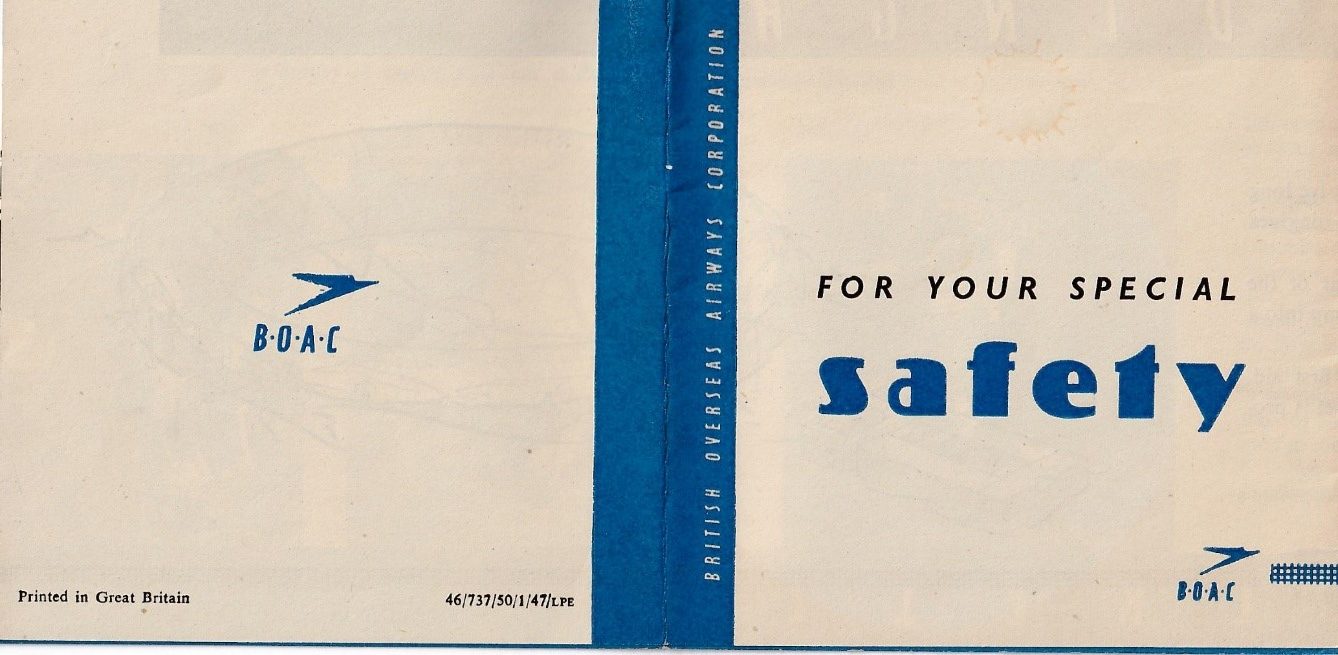 B·O·A·C
Printed in Great Britain
46/737/50/1/47/LPE
BRITISH OVERSEAS AIRWAYS CORPORATION
FOR YOUR SPECIAL
safety
B·O·A·C